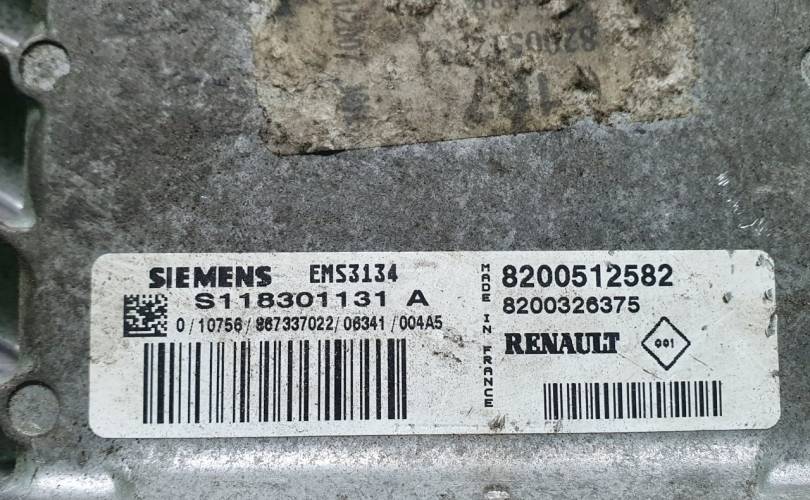 SIEMENS EMS3134
S118301131 A
0/10756/867337022/06341/004A5
MADE IN FRANCE
8200512582
8200326375
RENAULT 001